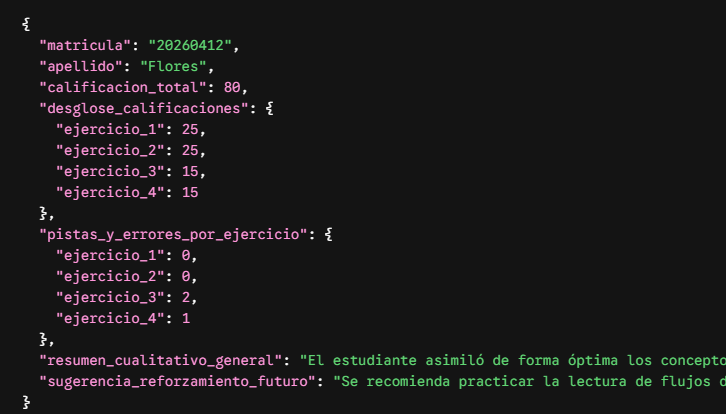 {
"matricula": "20260412",
"apellido": "Flores",
"calificacion_total": 80,
"desglose_calificaciones": {
"ejercicio_1": 25,
"ejercicio_2": 25,
"ejercicio_3": 15,
"ejercicio_4": 15
},
"pistas_y_errores_por_ejercicio": {
"ejercicio_1": 0,
"ejercicio_2": 0,
"ejercicio_3": 2,
"ejercicio_4": 1
},
"resumen_cualitativo_general": "El estudiante asimiló de forma óptima los concepto
"sugerencia_reforzamiento_futuro": "Se recomienda practicar la lectura de flujos d
}